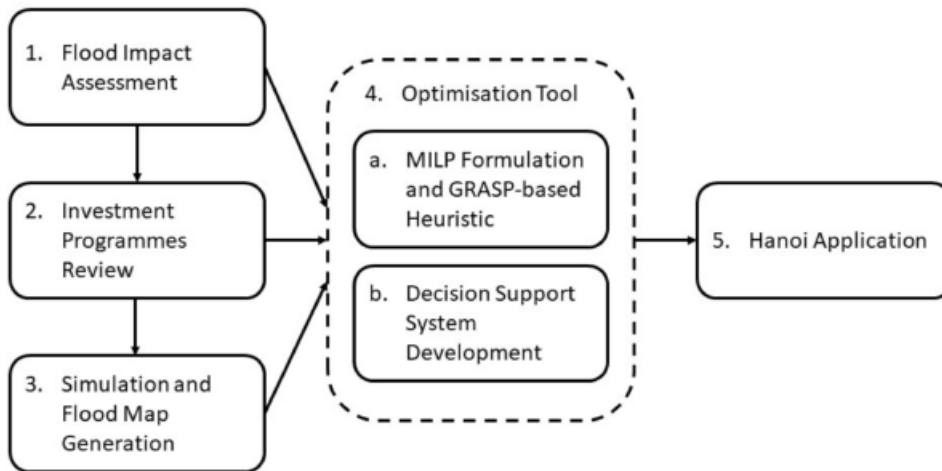 1. Flood Impact
Assessment
2. Investment
Programmes
Review
3. Simulation and
Flood Map
Generation
4. Optimisation Tool
a. MILP Formulation
and GRASP-based
Heuristic
b. Decision Support
System
Development
5. Hanoi Application